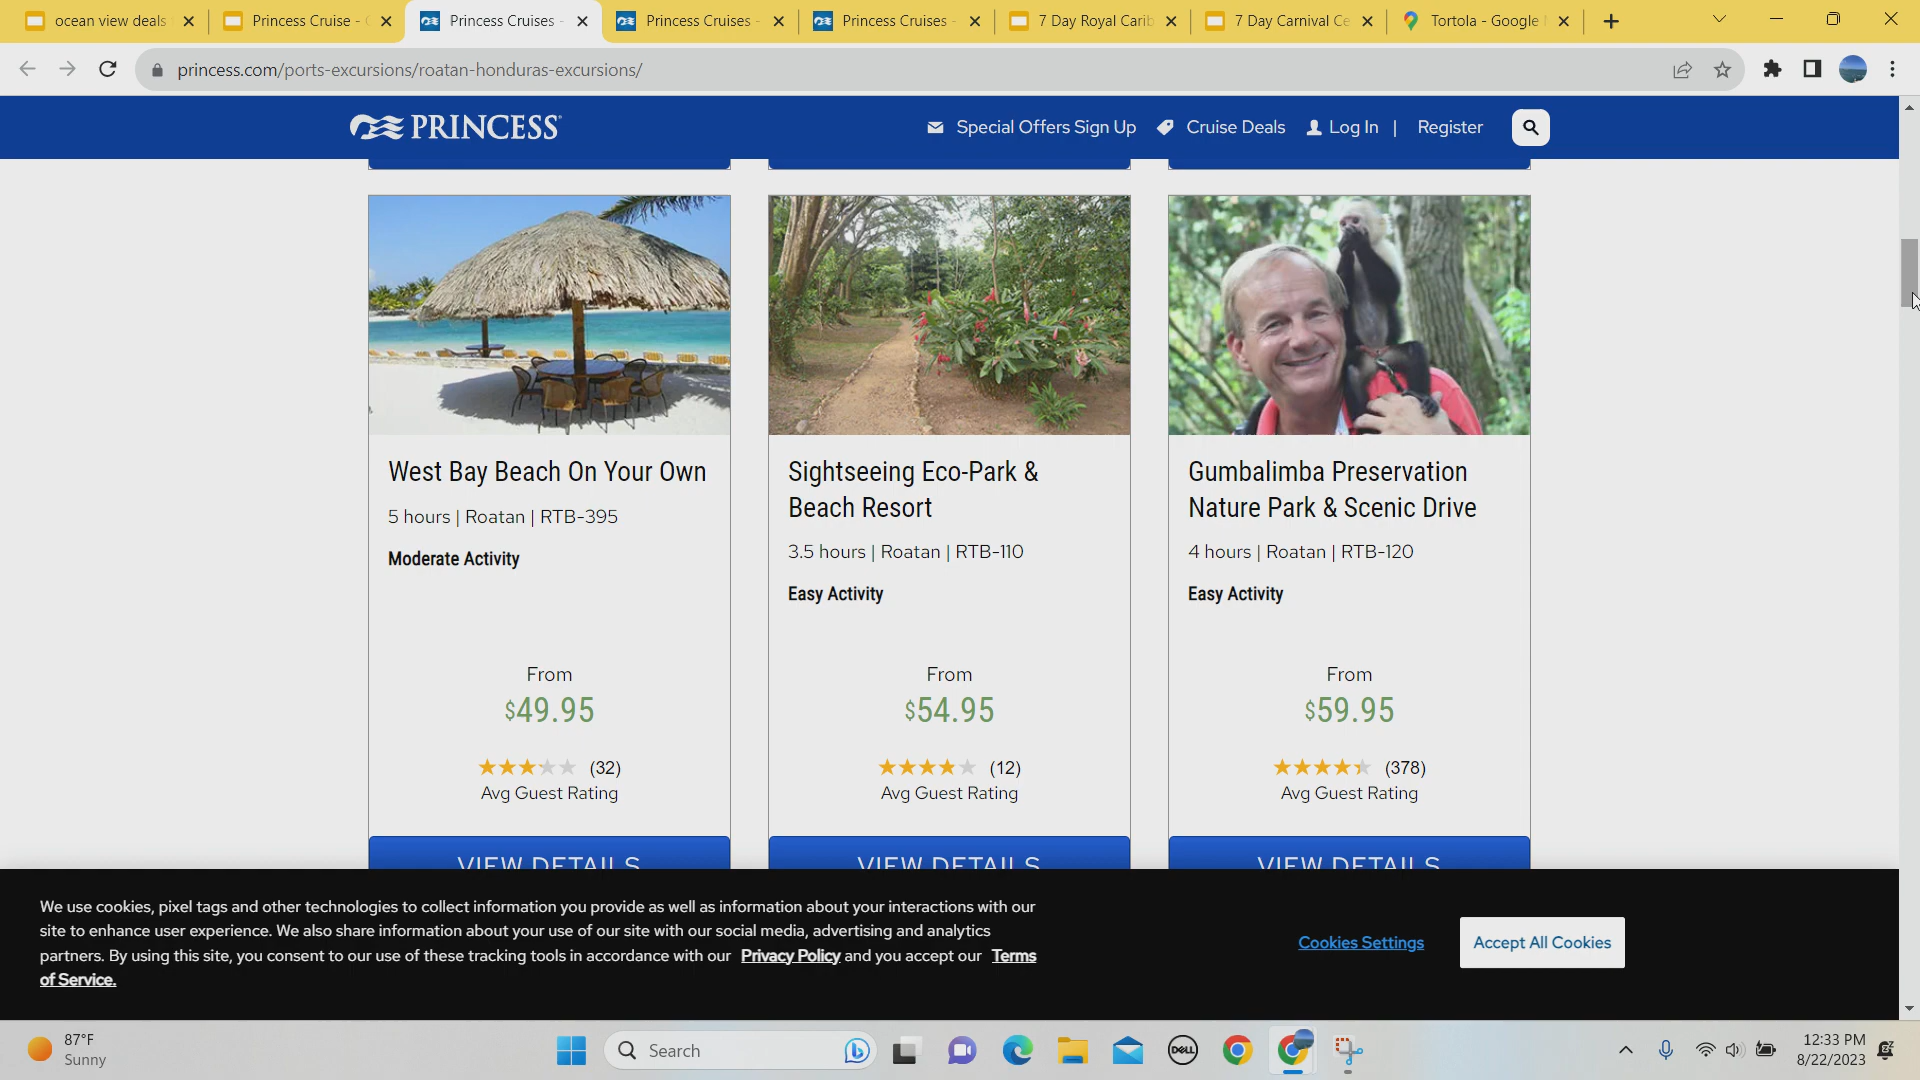 ocean view deals
Princess Cruise -
Princess Cruises -
Princess Cruises -
Princess Cruises -
7 Day Royal Carib
7 Day Carnival Ce
Tortola - Google
princess.com/ports-excursions/roatan-honduras-excursions/
PRINCESS
Special Offers Sign Up
Cruise Deals
Log In | Register
West Bay Beach On Your Own
5 hours | Roatan | RTB-395
Moderate Activity
From
$49.95
(32)
Avg Guest Rating
VIEW DETAILS
Sightseeing Eco-Park &
Beach Resort
3.5 hours | Roatan | RTB-110
Easy Activity
From
$54.95
(12)
Avg Guest Rating
VIEW DETAILS
Gumbalimba Preservation
Nature Park & Scenic Drive
4 hours | Roatan | RTB-120
Easy Activity
From
$59.95
(378)
Avg Guest Rating
VIEW DETAILS
We use cookies, pixel tags and other technologies to collect information you provide as well as information about your interactions with our
site to enhance user experience. We also share information about your use of our site with our social media, advertising and analytics
partners. By using this site, you consent to our use of these tracking tools in accordance with our Privacy Policy and you accept our Terms
of Service.
Cookies Settings
Accept All Cookies
87°F
Sunny
Search
DELL
12:33 PM
8/22/2023